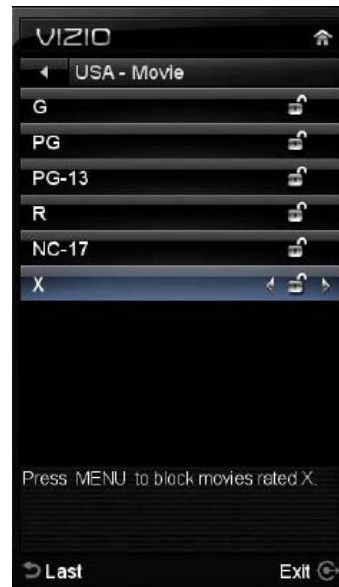 VIZIO
USA - Movie
G
PG
PG-13
R
NC-17
X
Press MENU to block movies rated X.
Last Exit